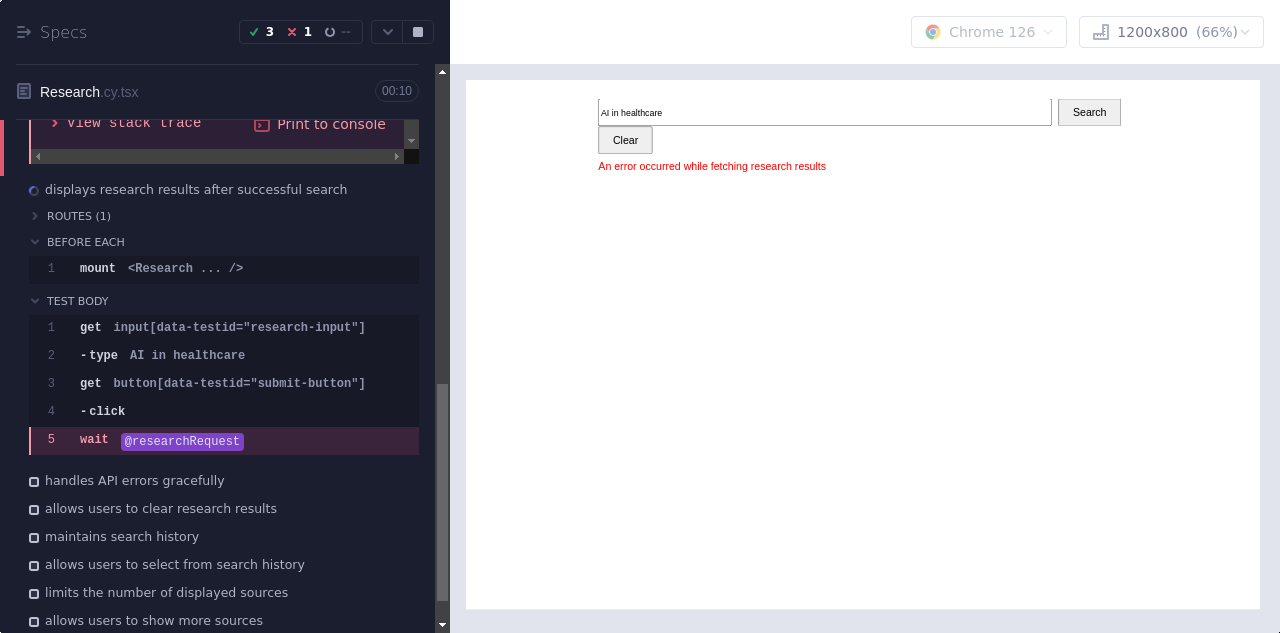 Specs
3
1
--
Research.cy.tsx
00:10
View stack trace
Print to console
displays research results after successful search
ROUTES (1)
BEFORE EACH
1 mount <Research ... />
TEST BODY
1 get input[data-testid="research-input"]
2 -type AI in healthcare
3 get button[data-testid="submit-button"]
4 -click
5 wait @researchRequest
handles API errors gracefully
allows users to clear research results
maintains search history
allows users to select from search history
limits the number of displayed sources
allows users to show more sources
Chrome 126
1200x800 (66%)
AI in healthcare
Search
Clear
An error occurred while fetching research results